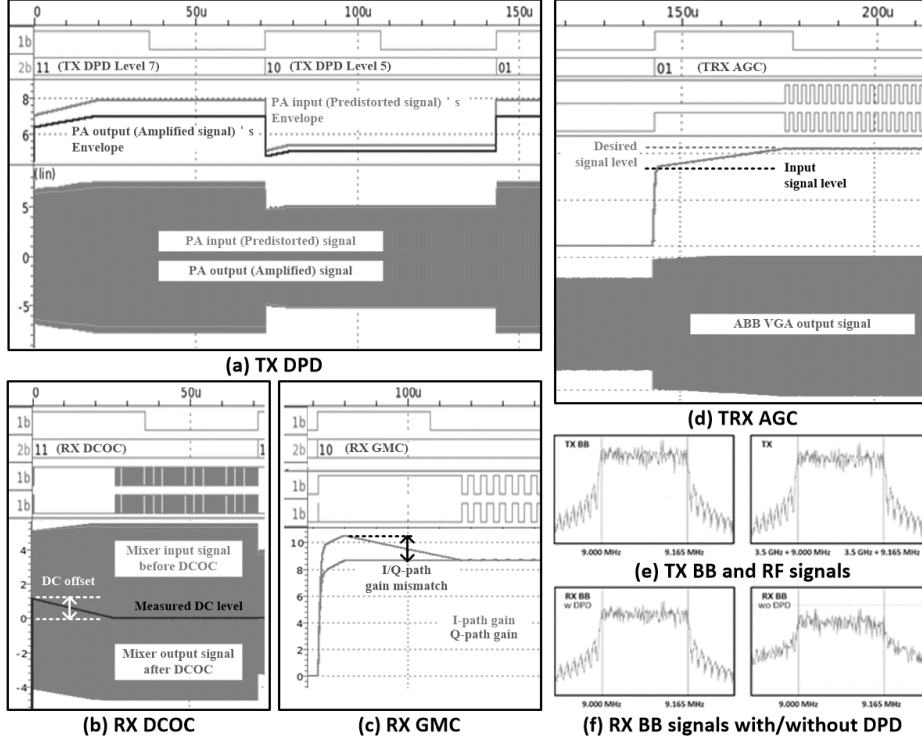 0 50u 100u 150u
1b
2b 11 (TX DPD Level 7) 10 (TX DPD Level 5) 01
8
6
PA input (Predistorted signal) ' s
Envelope
PA output (Amplified signal) ' s
Envelope
(lin)
5
0
-5
PA input (Predistorted) signal
PA output (Amplified) signal
(a) TX DPD
0 50u
1b
2b 11 (RX DCOC) 1
1b
1b
4
2
0
-2
-4
Mixer input signal
before DCOC
DC offset
Measured DC level
Mixer output signal
after DCOC
(b) RX DCOC
100u
1b
2b 10 (RX GMC)
1b
1b
10
8
6
4
2
0
I/Q-path
gain mismatch
I-path gain
Q-path gain
(c) RX GMC
150u 200u
01 (TRX AGC)
Desired
signal level
Input
signal level
ABB VGA output signal
(d) TRX AGC
TX BB
9.000 MHz 9.165 MHz
TX
3.5 GHz + 9.000 MHz 3.5 GHz + 9.165 MHz
(e) TX BB and RF signals
RX BB
w DPD
9.000 MHz 9.165 MHz
RX BB
wo DPD
9.000 MHz 9.165 MHz
(f) RX BB signals with/without DPD